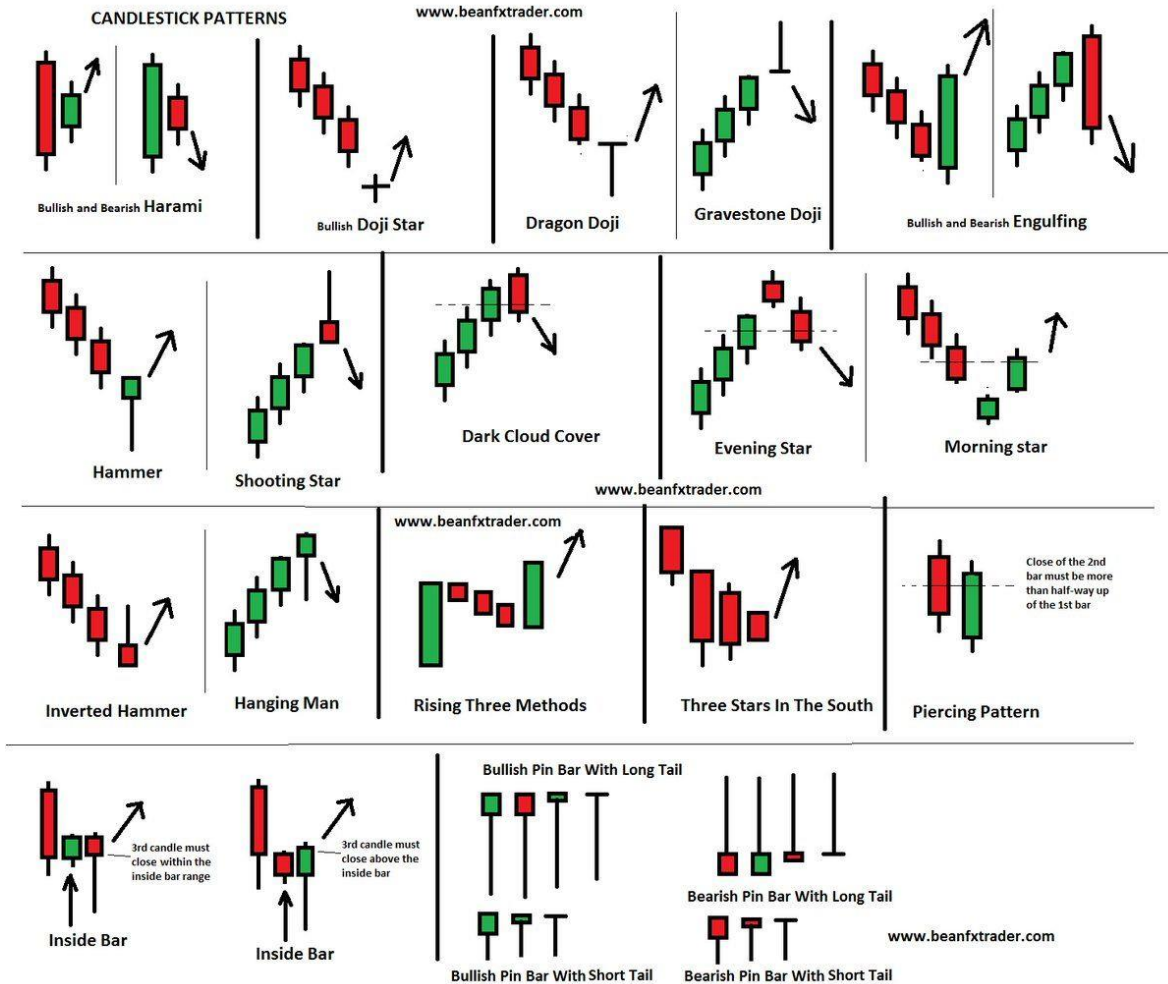 CANDLESTICK PATTERNS
www.beanfxtrader.com
Bullish and Bearish Harami
Bullish Doji Star
Dragon Doji
Gravestone Doji
Bullish and Bearish Engulfing
Hammer
Shooting Star
Dark Cloud Cover
Evening Star
Morning star
www.beanfxtrader.com
www.beanfxtrader.com
Inverted Hammer
Hanging Man
Rising Three Methods
Three Stars In The South
Close of the 2nd
bar must be more
than half-way up
of the 1st bar
Piercing Pattern
3rd candle must
close within the
inside bar range
Inside Bar
3rd candle must
close above the
inside bar
Inside Bar
Bullish Pin Bar With Long Tail
Bearish Pin Bar With Long Tail
Bullish Pin Bar With Short Tail
Bearish Pin Bar With Short Tail
www.beanfxtrader.com